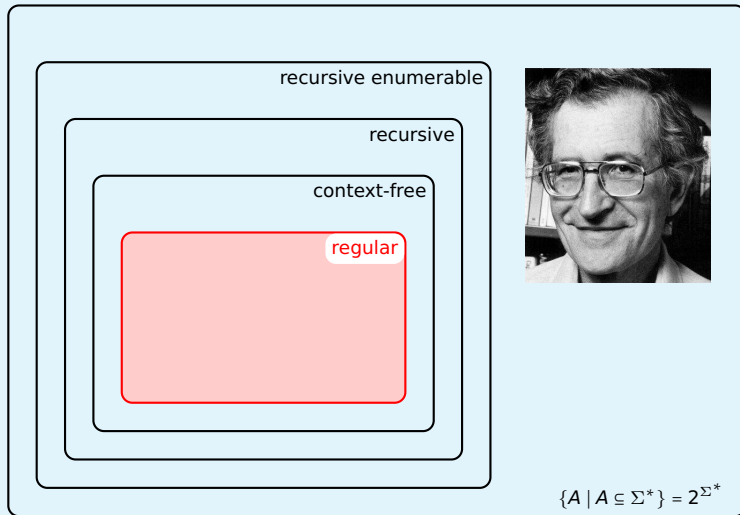 recursive enumerable
recursive
context-free
regular
{A | A ⊆ Σ*} = 2^Σ*